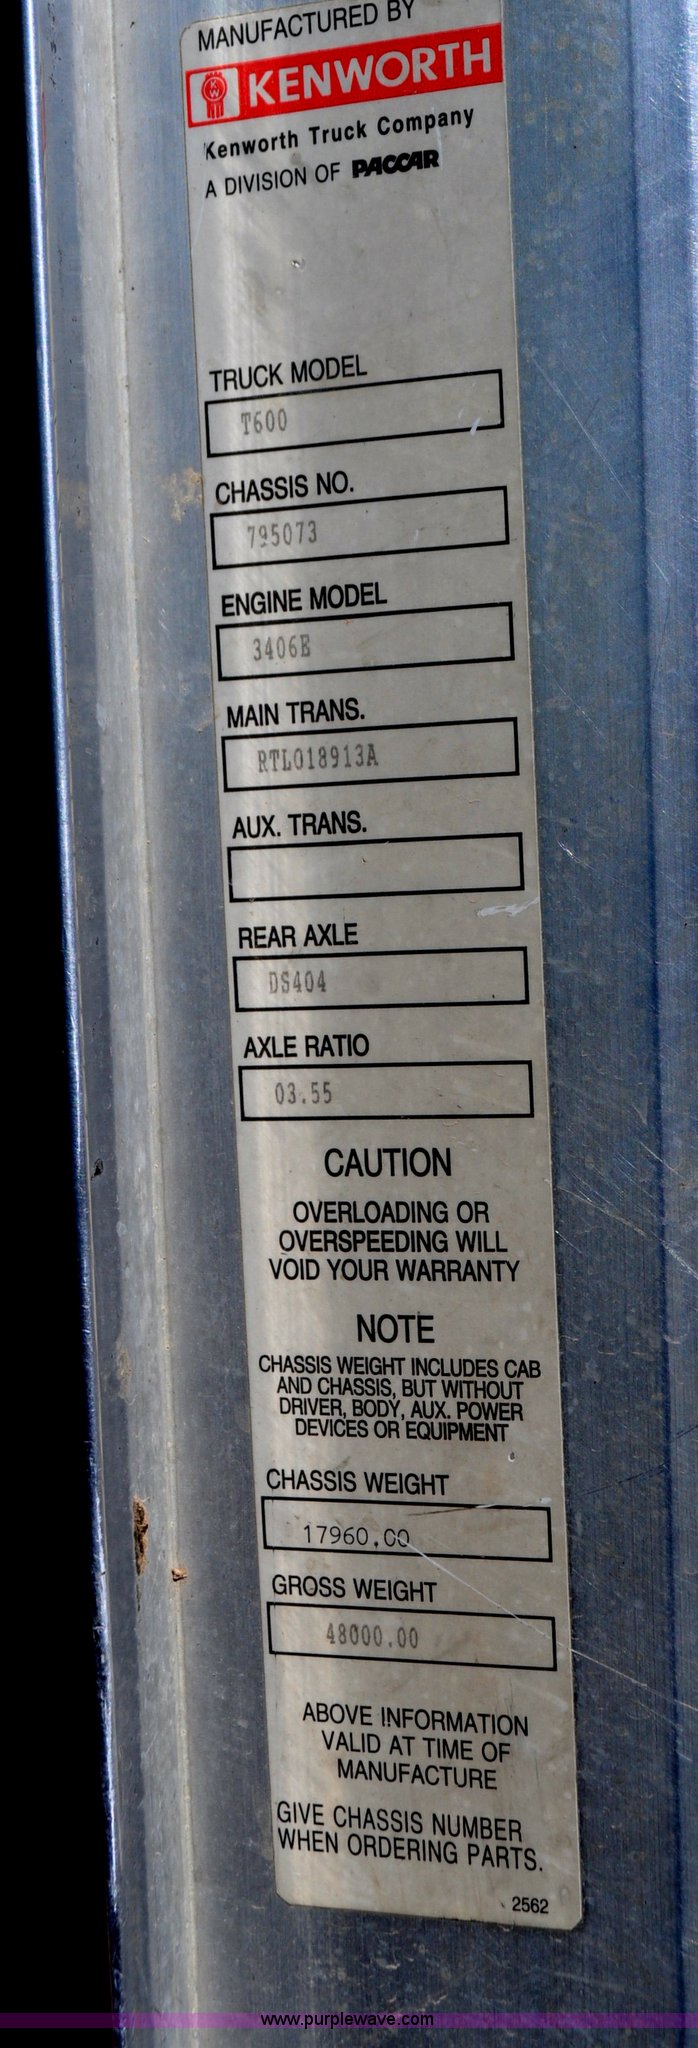 MANUFACTURED BY
KW KENWORTH
Kenworth Truck Company
A DIVISION OF PACCAR
TRUCK MODEL
T600
CHASSIS NO.
795073
ENGINE MODEL
3406E
MAIN TRANS.
RTLO18913A
AUX. TRANS.
REAR AXLE
DS404
AXLE RATIO
03.55
CAUTION
OVERLOADING OR
OVERSPEEDING WILL
VOID YOUR WARRANTY
NOTE
CHASSIS WEIGHT INCLUDES CAB
AND CHASSIS, BUT WITHOUT
DRIVER, BODY, AUX. POWER
DEVICES OR EQUIPMENT
CHASSIS WEIGHT
17960.00
GROSS WEIGHT
48000.00
ABOVE INFORMATION
VALID AT TIME OF
MANUFACTURE
GIVE CHASSIS NUMBER
WHEN ORDERING PARTS.
2562
www.purplewave.com